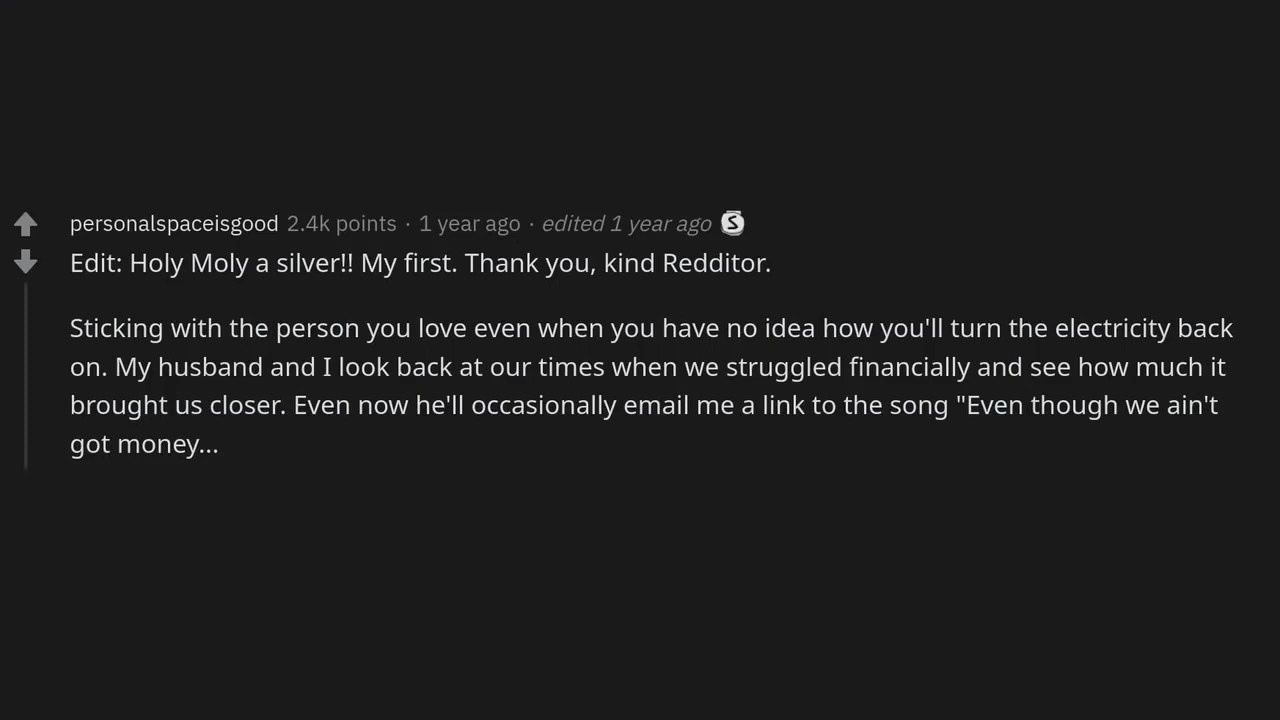 personalspaceisgood 2.4k points · 1 year ago · edited 1 year ago S
Edit: Holy Moly a silver!! My first. Thank you, kind Redditor.
Sticking with the person you love even when you have no idea how you'll turn the electricity back
on. My husband and I look back at our times when we struggled financially and see how much it
brought us closer. Even now he'll occasionally email me a link to the song "Even though we ain't
got money...